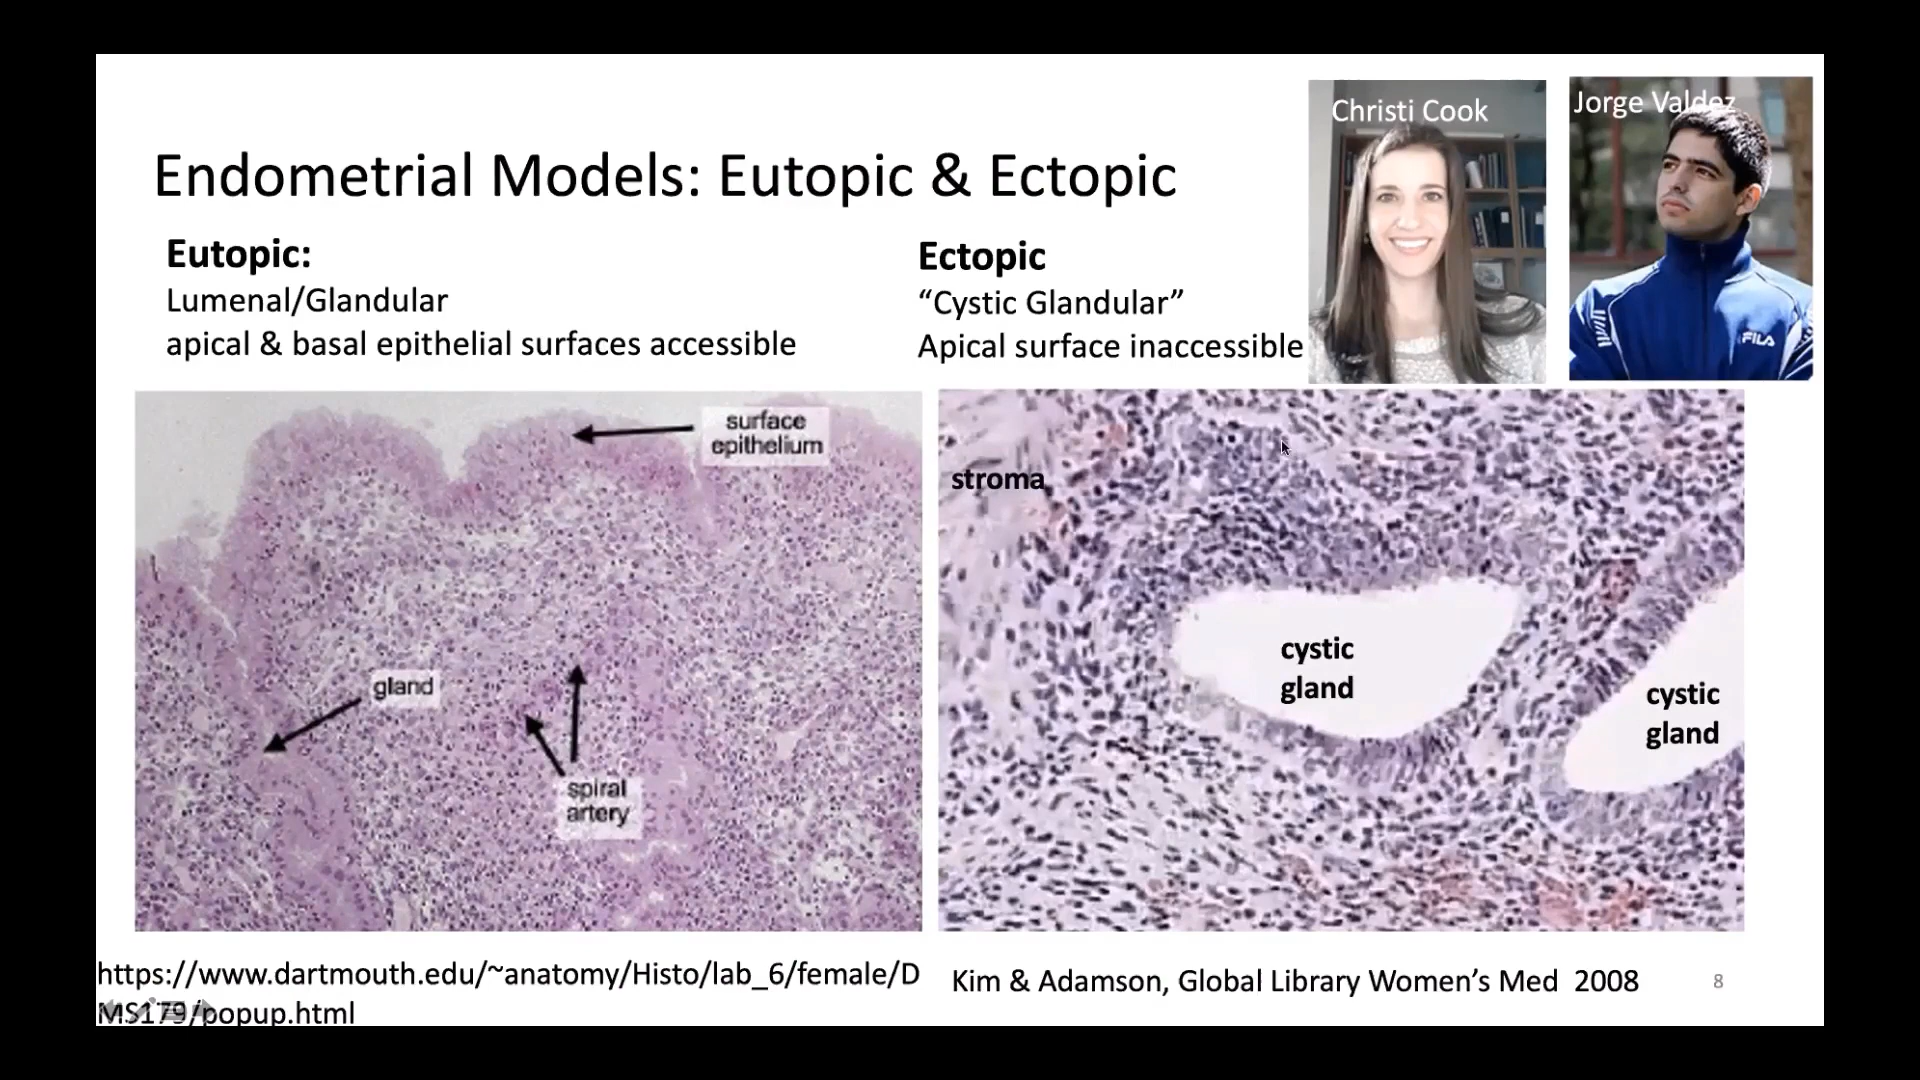 Christi Cook
Jorge Valdez
Endometrial Models: Eutopic & Ectopic
Eutopic:
Lumenal/Glandular
apical & basal epithelial surfaces accessible
Ectopic
“Cystic Glandular”
Apical surface inaccessible
FILA
surface
epithelium
gland
spiral
artery
stroma
cystic
gland
cystic
gland
https://www.dartmouth.edu/~anatomy/Histo/lab_6/female/D
MS179/popup.html
Kim & Adamson, Global Library Women’s Med 2008
8